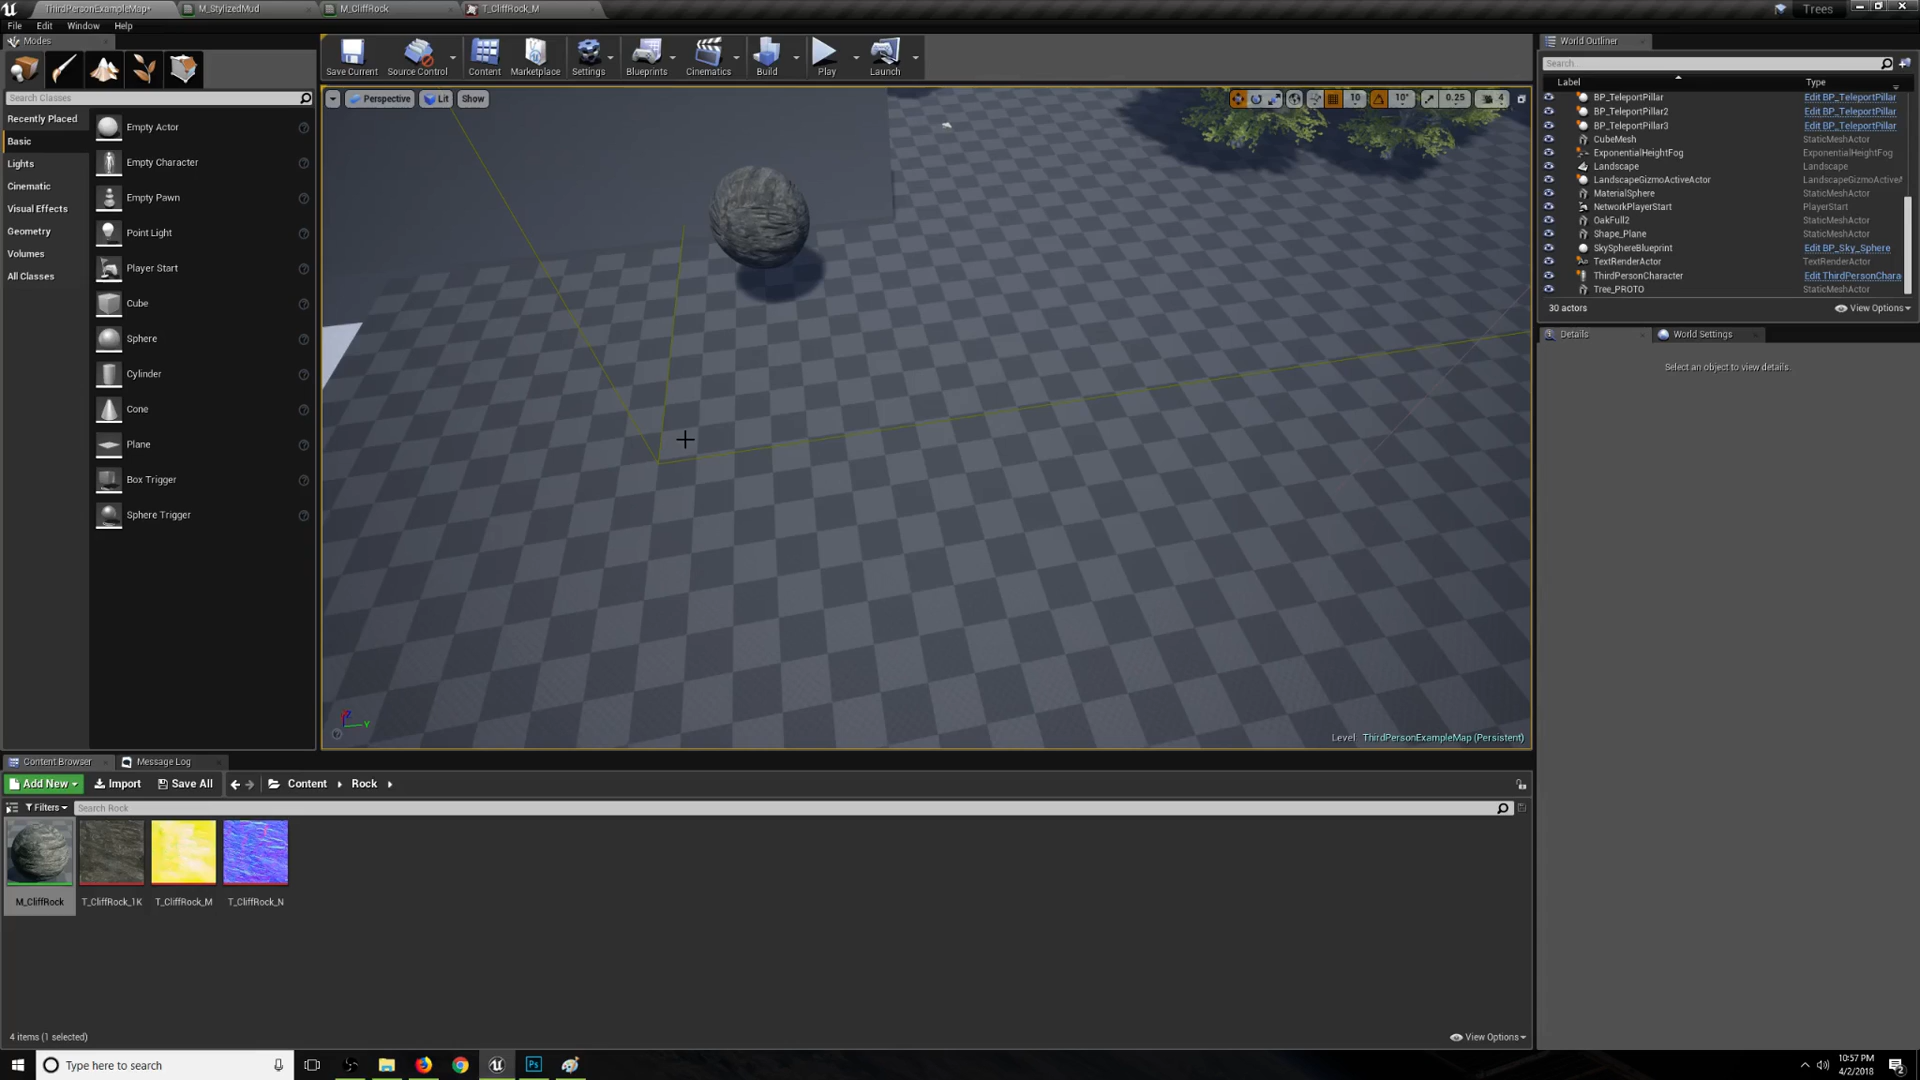 ThirdPersonExampleMap*
M_StylizedMud
M_CliffRock
T_CliffRock_M
Trees
File Edit Window Help
Modes
World Outliner
Save Current
Source Control
Content
Marketplace
Settings
Blueprints
Cinematics
Build
Play
Launch
Search Classes
Search...
Label Type
Recently Placed
Basic
Lights
Cinematic
Visual Effects
Geometry
Volumes
All Classes
Empty Actor
Empty Character
Empty Pawn
Point Light
Player Start
Cube
Sphere
Cylinder
Cone
Plane
Box Trigger
Sphere Trigger
Perspective Lit Show
10 10° 0.25 4
BP_TeleportPillar Edit BP_TeleportPillar
BP_TeleportPillar2 Edit BP_TeleportPillar
BP_TeleportPillar3 Edit BP_TeleportPillar
CubeMesh StaticMeshActor
ExponentialHeightFog ExponentialHeightFog
Landscape Landscape
LandscapeGizmoActiveActor LandscapeGizmoActiveA
MaterialSphere StaticMeshActor
NetworkPlayerStart PlayerStart
OakFull2 StaticMeshActor
Shape_Plane StaticMeshActor
SkySphereBlueprint Edit BP_Sky_Sphere
TextRenderActor TextRenderActor
ThirdPersonCharacter Edit ThirdPersonChara
Tree_PROTO StaticMeshActor
30 actors View Options
Details World Settings
Select an object to view details.
Level: ThirdPersonExampleMap (Persistent)
Content Browser Message Log
Add New Import Save All Content Rock
Filters Search Rock
M_CliffRock
T_CliffRock_1K
T_CliffRock_M
T_CliffRock_N
4 items (1 selected) View Options
Type here to search
Ps
10:57 PM
4/2/2018
2